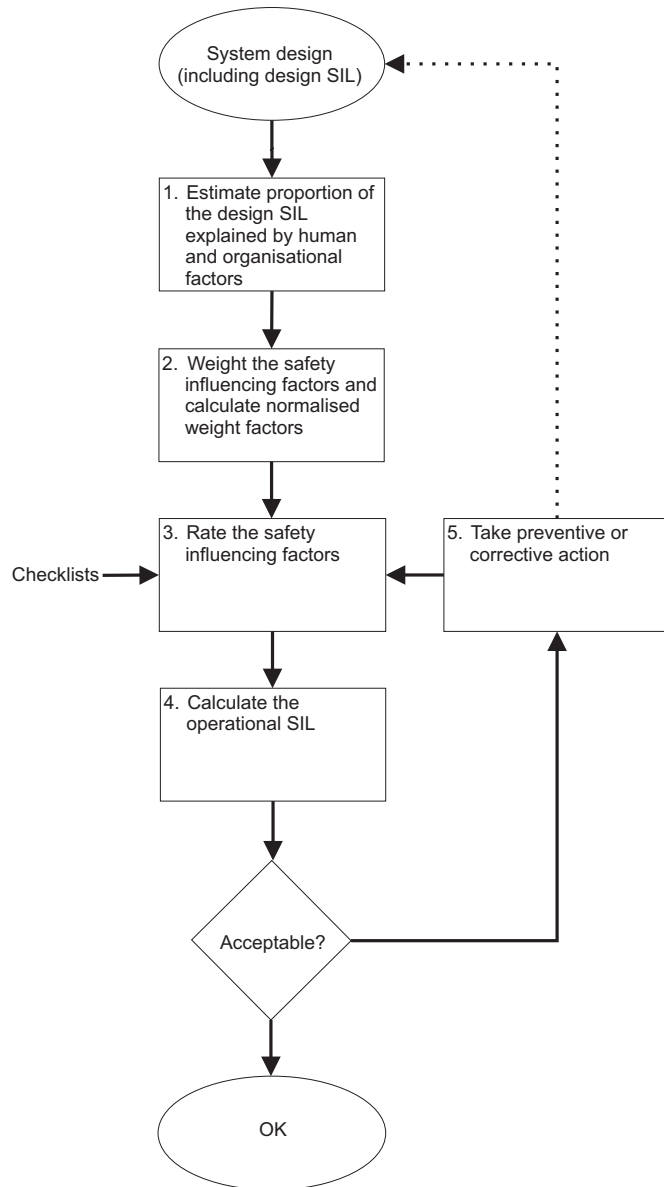 System design
(including design SIL)
1. Estimate proportion of
the design SIL
explained by human
and organisational
factors
2. Weight the safety
influencing factors and
calculate normalised
weight factors
3. Rate the safety
influencing factors
5. Take preventive or
corrective action
Checklists
4. Calculate the
operational SIL
Acceptable?
OK